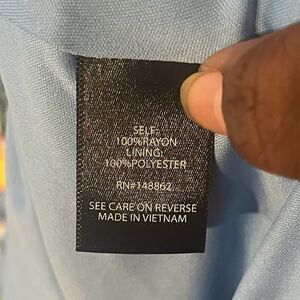 SELF:
100%RAYON
LINING:
100%POLYESTER
RN#148862
SEE CARE ON REVERSE
MADE IN VIETNAM